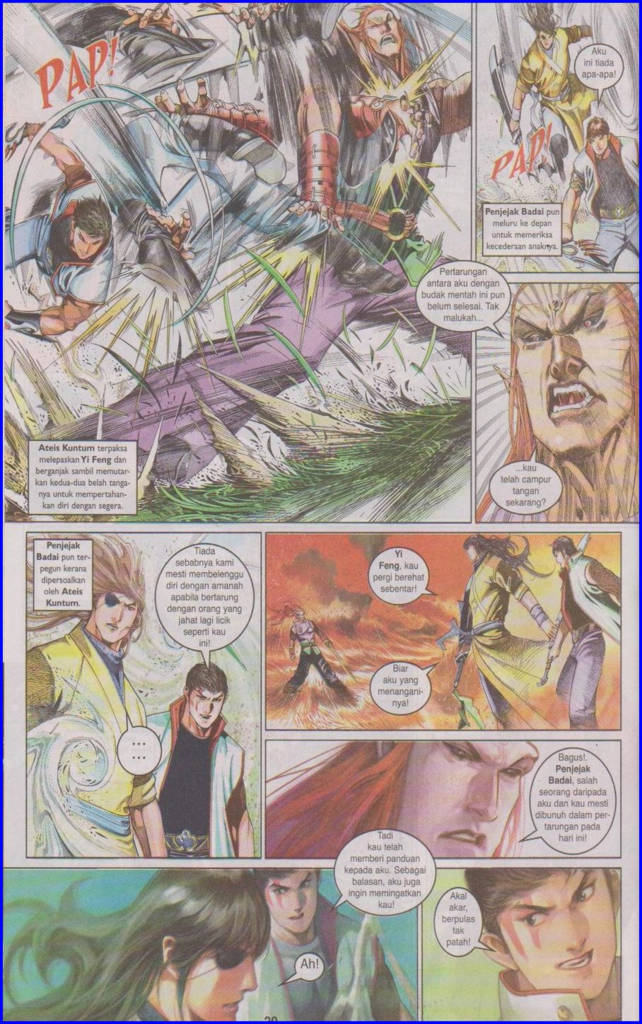 PAP!
Ateis Kuntum terpaksa
melepaskan Yi Feng dan
berganjak sambil memutar-
kan kedua-dua belah tanga-
nya untuk mempertahan-
kan diri dengan segera.
Aku
ini tiada
apa-apa!
PAP!
Penjejak Badai pun
meluru ke depan
untuk memeriksa
kecederaan anaknya.
Pertarungan
antara aku dengan
budak mentah ini pun
belum selesai. Tak
malukah...
...kau
telah campur
tangan
sekarang?
Penjejak
Badai pun ter-
pegun kerana
dipersoalkan
oleh Ateis
Kuntum.
Tiada
sebabnya kami
mesti membelenggu
diri dengan amanah
apabila bertarung
dengan orang yang
jahat lagi licik
seperti kau
ini!
...
...
Yi
Feng, kau
pergi berehat
sebentar!
Biar
aku yang
menangani-
nya!
Bagus!.
Penjejak
Badai, salah
seorang daripada
aku dan kau mesti
dibunuh dalam per-
tarungan pada
hari ini!
Tadi
kau telah
memberi panduan
kepada aku. Sebagai
balasan, aku juga
ingin memingatkan
kau!
Ah!
Akal
akar,
berpulas
tak
patah!
29